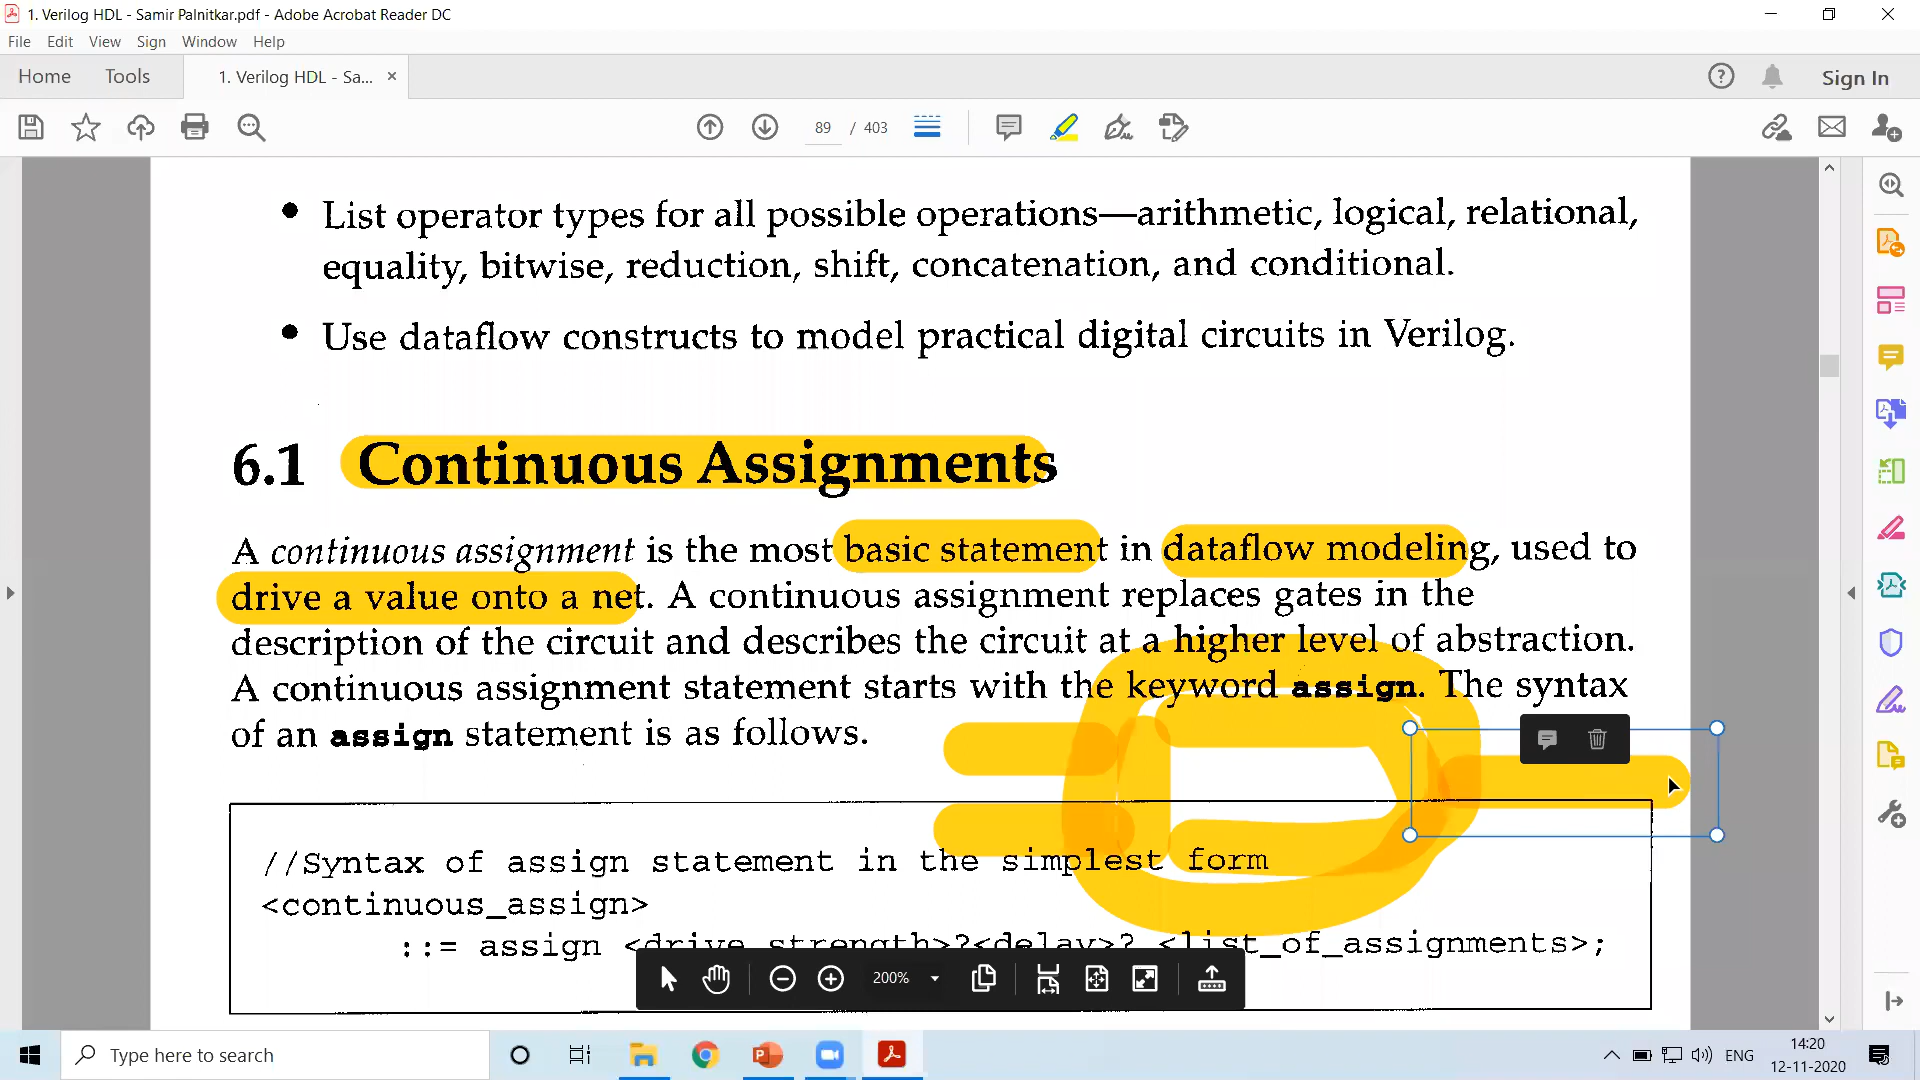 1. Verilog HDL - Samir Palnitkar.pdf - Adobe Acrobat Reader DC
File Edit View Sign Window Help
Home Tools 1. Verilog HDL - Sa... × Sign In
89 / 403
• List operator types for all possible operations—arithmetic, logical, relational,
equality, bitwise, reduction, shift, concatenation, and conditional.
• Use dataflow constructs to model practical digital circuits in Verilog.
6.1 Continuous Assignments
A continuous assignment is the most basic statement in dataflow modeling, used to
drive a value onto a net. A continuous assignment replaces gates in the
description of the circuit and describes the circuit at a higher level of abstraction.
A continuous assignment statement starts with the keyword assign. The syntax
of an assign statement is as follows.
//Syntax of assign statement in the simplest form
<continuous_assign>
::= assign <drive_strength>?<delay>? <list_of_assignments>;
200%
Type here to search
ENG
14:20
12-11-2020